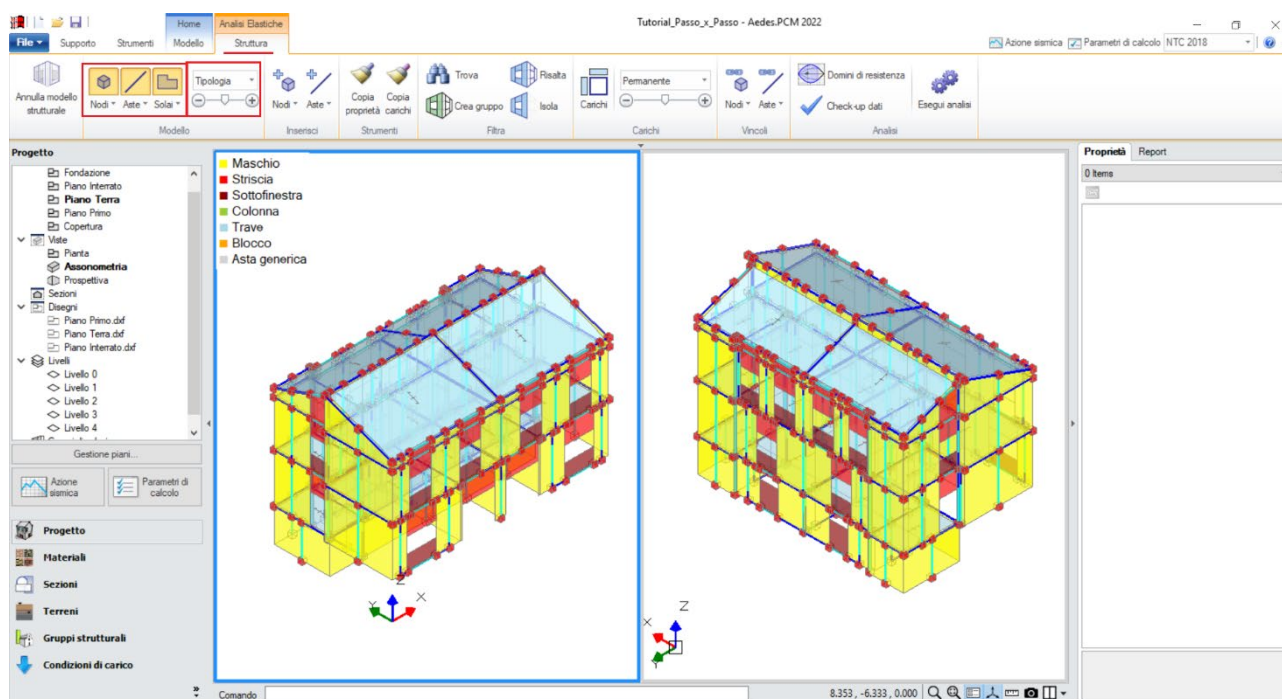 Tutorial_Passo_x_Passo - Aedes.PCM 2022
Home
Analisi Elastiche
File
Supporto
Strumenti
Modello
Struttura
Azione sismica
Parametri di calcolo
NTC 2018
Annulla modello
strutturale
Nodi
Aste
Solai
Tipologia
Modello
Nodi
Aste
Inserisci
Copia
proprietà
Copia
carichi
Strumenti
Trova
Crea gruppo
Risalta
Isola
Filtra
Carichi
Permanente
Carichi
Nodi
Aste
Vincoli
Domini di resistenza
Check-up dati
Esegui analisi
Analisi
Progetto
Fondazione
Piano Interrato
Piano Terra
Piano Primo
Copertura
Viste
Pianta
Assonometria
Prospettiva
Sezioni
Disegni
Piano Primo.dxf
Piano Terra.dxf
Piano Interrato.dxf
Livelli
Livello 0
Livello 1
Livello 2
Livello 3
Livello 4
Gestione piani...
Azione
sismica
Parametri di
calcolo
Progetto
Materiali
Sezioni
Terreni
Gruppi strutturali
Condizioni di carico
Maschio
Striscia
Sottofinestra
Colonna
Trave
Blocco
Asta generica
Z
Y
X
Z
X
Y
Proprietà
Report
0 Items
Comando
8.353 , -6.333 , 0.000